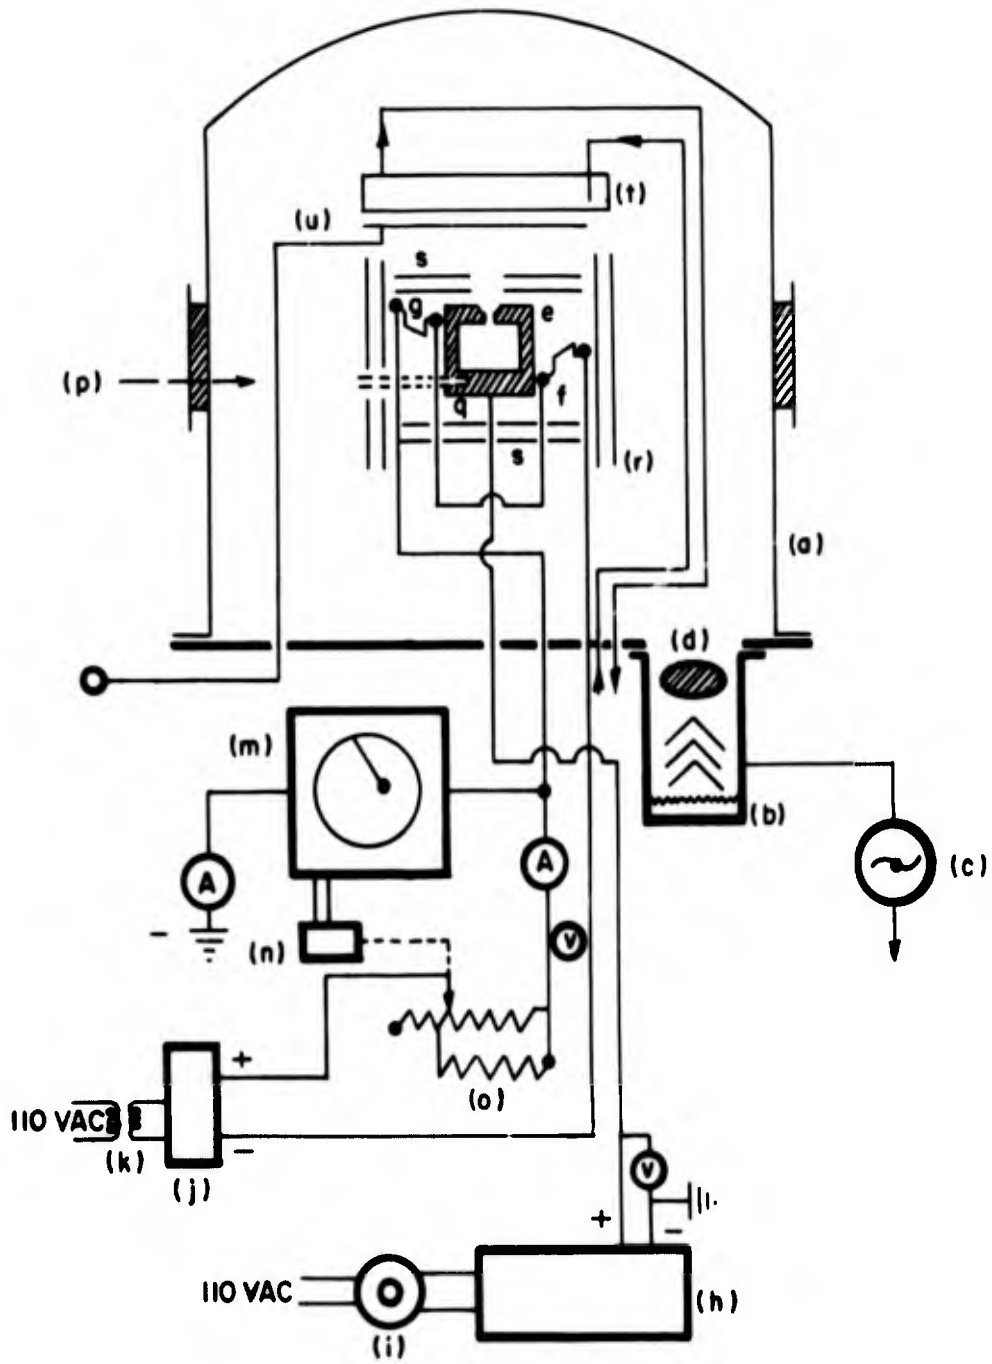 (t)
(u)
s
g
e
(p)
f
q
s
(r)
(a)
(d)
(m)
(b)
A
A
(c)
−
(n)
V
+
(o)
110 VAC
(k)
−
(j)
V
+
−
110 VAC
(h)
(i)